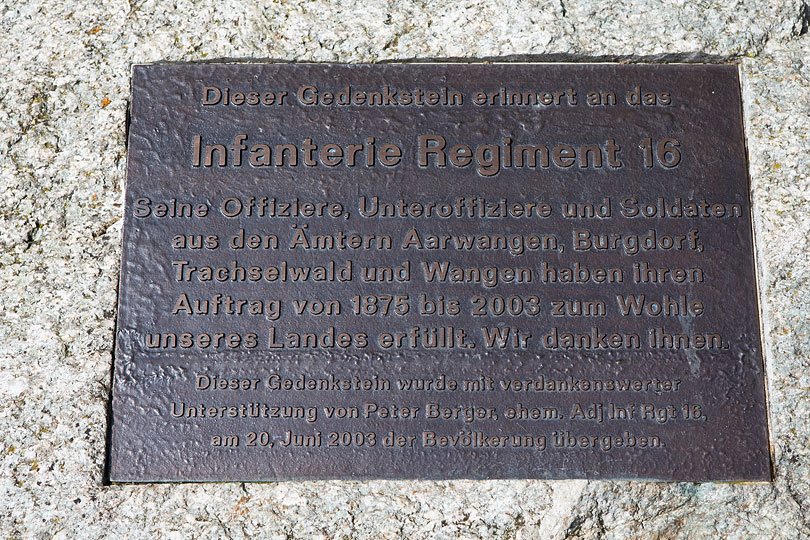 Dieser Gedenkstein erinnert an das
Infanterie Regiment 16
Seine Offiziere, Unteroffiziere und Soldaten
aus den Ämtern Aarwangen, Burgdorf,
Trachselwald und Wangen haben ihren
Auftrag von 1875 bis 2003 zum Wohle
unseres Landes erfüllt. Wir danken ihnen.
Dieser Gedenkstein wurde mit verdankenswerter
Unterstützung von Peter Berger, ehem. Adj Inf Rgt 16,
am 20. Juni 2003 der Bevölkerung übergeben.